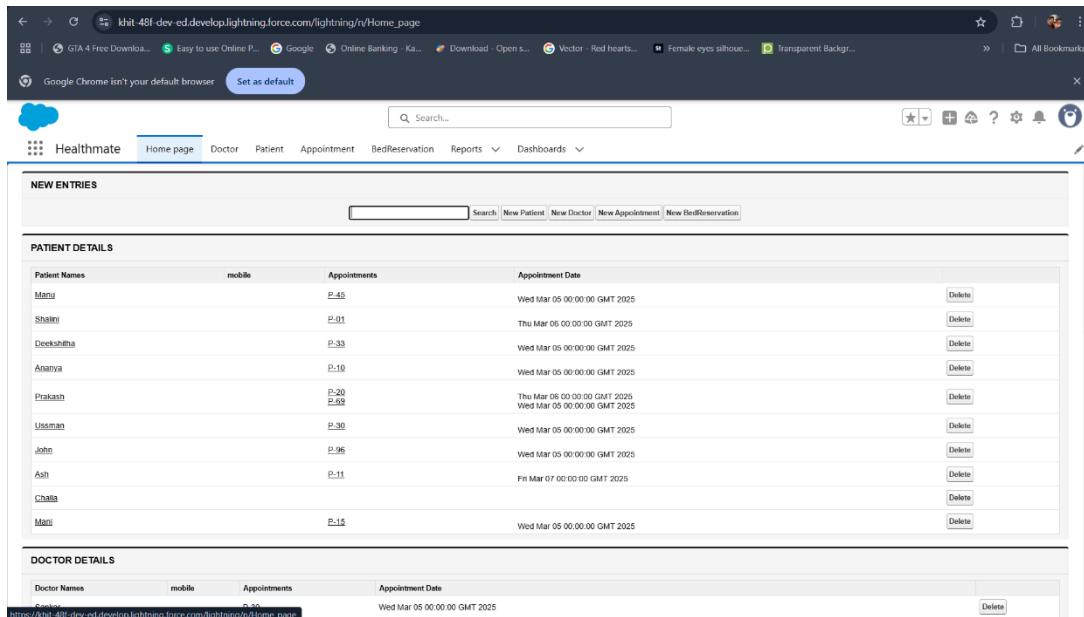 khit-48f-dev-ed.develop.lightning.force.com/lightning/n/Home_page
GTA 4 Free Downloa... Easy to use Online P... Google Online Banking - Ka... Download - Open s... Vector - Red hearts... Female eyes silhoue... Transparent Backgr... » All Bookmarks
Google Chrome isn't your default browser Set as default
Search...
Healthmate Home page Doctor Patient Appointment BedReservation Reports Dashboards
NEW ENTRIES
Search New Patient New Doctor New Appointment New BedReservation
PATIENT DETAILS
Patient Names mobile Appointments Appointment Date
Manu P-45 Wed Mar 05 00:00:00 GMT 2025 Delete
Shalini P-01 Thu Mar 06 00:00:00 GMT 2025 Delete
Deekshitha P-33 Wed Mar 05 00:00:00 GMT 2025 Delete
Ananya P-10 Wed Mar 05 00:00:00 GMT 2025 Delete
Prakash P-20 Thu Mar 06 00:00:00 GMT 2025 Delete
P-69 Wed Mar 05 00:00:00 GMT 2025
Ussman P-30 Wed Mar 05 00:00:00 GMT 2025 Delete
John P-96 Wed Mar 05 00:00:00 GMT 2025 Delete
Ash P-11 Fri Mar 07 00:00:00 GMT 2025 Delete
Challa Delete
Mani P-15 Wed Mar 05 00:00:00 GMT 2025 Delete
DOCTOR DETAILS
Doctor Names mobile Appointments Appointment Date
Wed Mar 05 00:00:00 GMT 2025 Delete
https://khit-48f-dev-ed.develop.lightning.force.com/lightning/n/Home_page